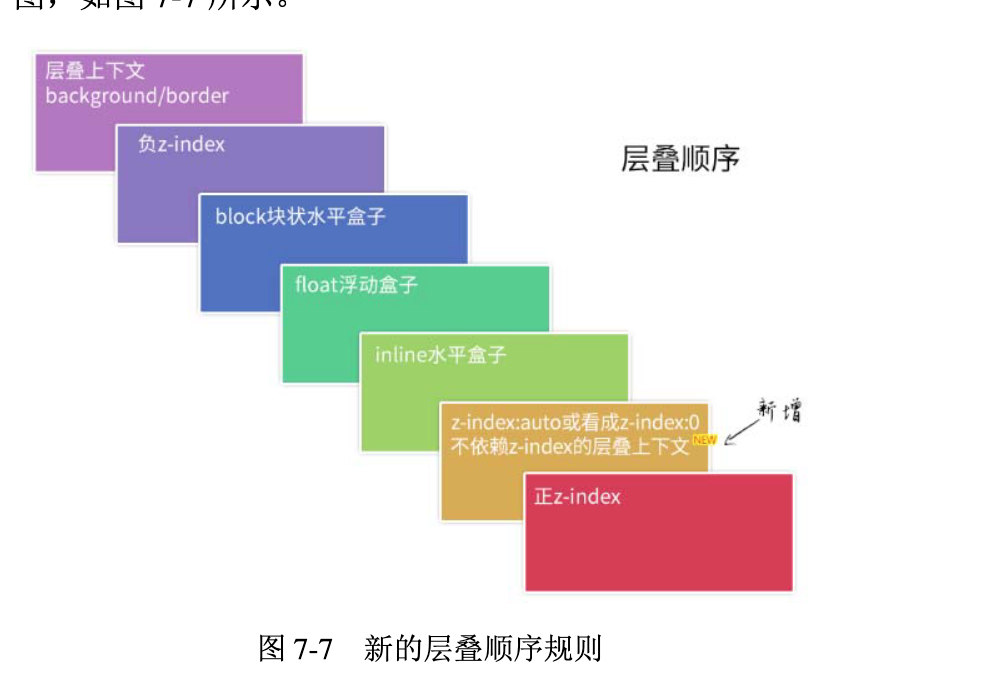 图，如图 7-7 所示。
层叠上下文
background/border
负z-index
层叠顺序
block块状水平盒子
float浮动盒子
inline水平盒子
新增
z-index:auto或看成z-index:0
不依赖z-index的层叠上下文 NEW
正z-index
图 7-7 新的层叠顺序规则